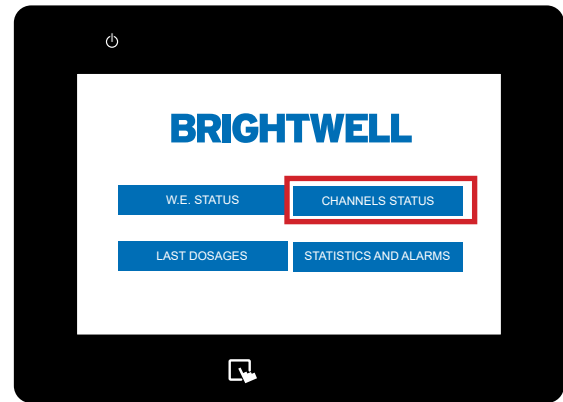 BRIGHTWELL
W.E. STATUS
CHANNELS STATUS
LAST DOSAGES
STATISTICS AND ALARMS